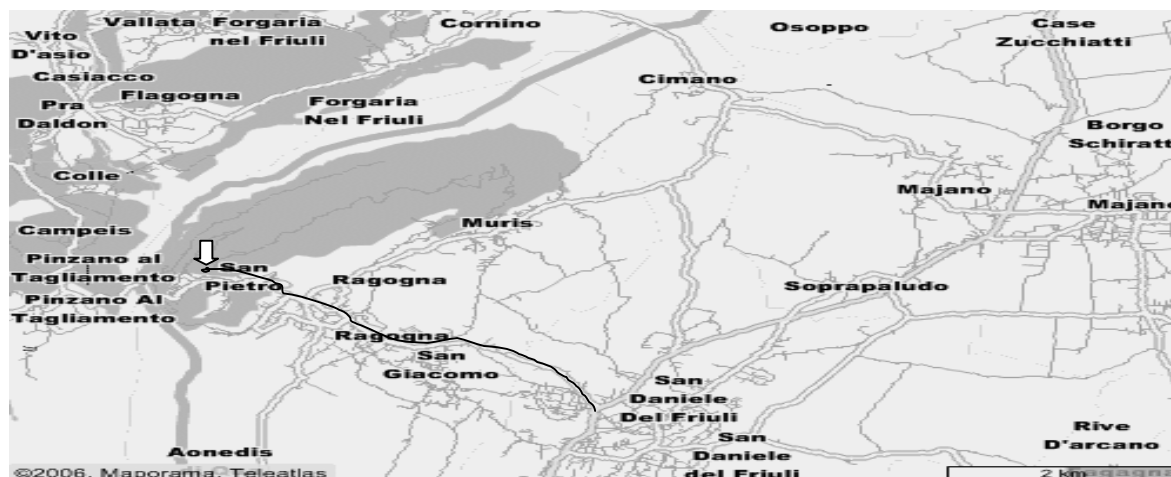 Vallata Forgaria
nel Friuli
Cornino
Osoppo
Case
Zucchiatti
Vito
D'asio
Casiacco
Flagogna
Pra
Daldon
Cimano
Forgaria
Nel Friuli
Borgo
Schiratt
Colle
Majano
Majano
Campeis
Muris
Pinzano al
Tagliamento
San
Pietro
Ragogna
Soprapaludo
Pinzano Al
Tagliamento
Ragogna
San
Giacomo
San
Daniele
Del Friuli
Aonedis
San
Daniele
del Friuli
Rive
D'arcano
©2006, Maporama, Teleatlas
2 km